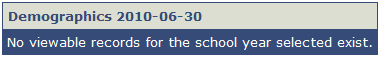 Demographics 2010-06-30
No viewable records for the school year selected exist.